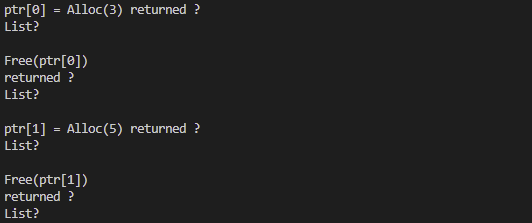 ptr[0] = Alloc(3) returned ?
List?
Free(ptr[0])
returned ?
List?
ptr[1] = Alloc(5) returned ?
List?
Free(ptr[1])
returned ?
List?